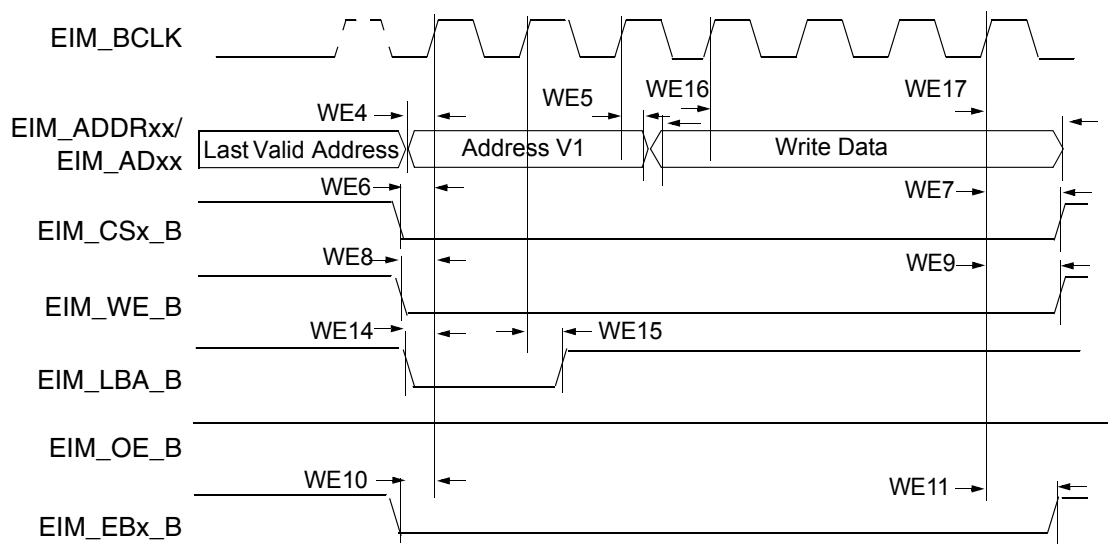 EIM_BCLK
WE4
WE5
WE16
WE17
EIM_ADDRxx/
EIM_ADxx
Last Valid Address
Address V1
Write Data
WE6
WE7
EIM_CSx_B
WE8
WE9
EIM_WE_B
WE14
WE15
EIM_LBA_B
EIM_OE_B
WE10
WE11
EIM_EBx_B